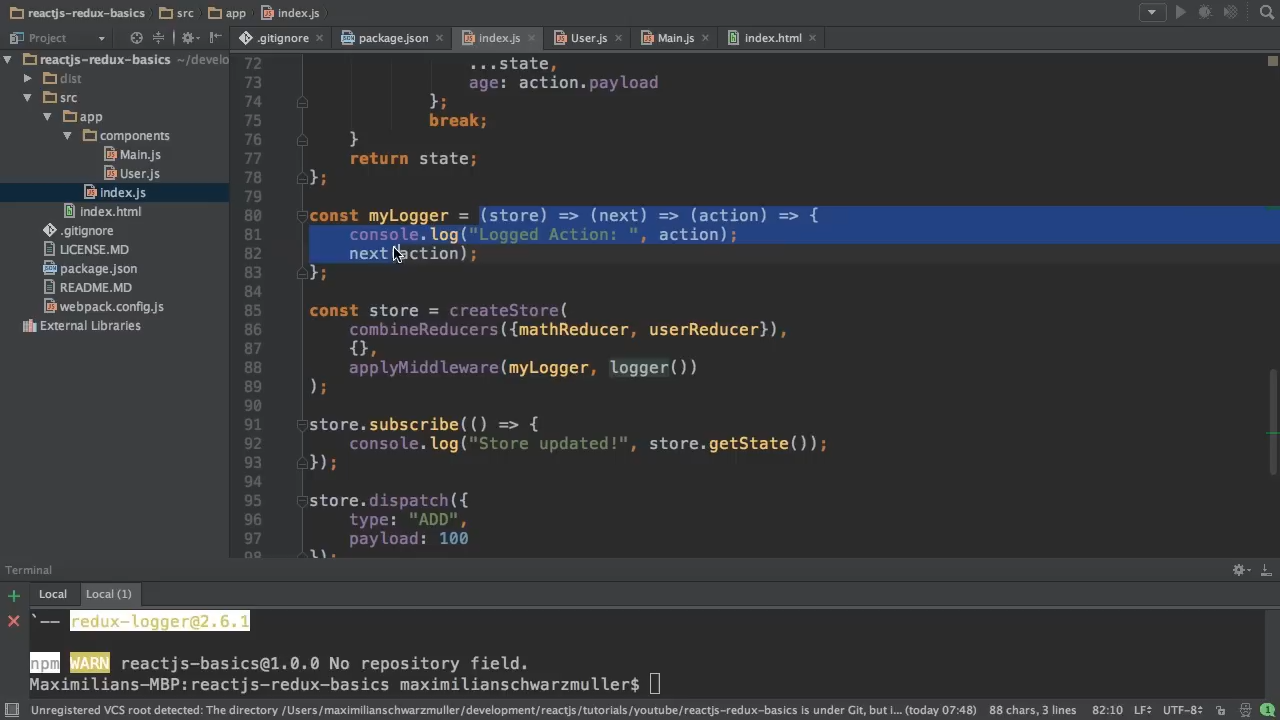 reactjs-redux-basics src app index.js
Project .gitignore package.json index.js User.js Main.js index.html
reactjs-redux-basics ~/develo
dist
src
app
components
Main.js
User.js
index.js
index.html
.gitignore
LICENSE.MD
package.json
README.MD
webpack.config.js
External Libraries
72 ...state,
73 age: action.payload
74 };
75 break;
76 }
77 return state;
78 };
79
80 const myLogger = (store) => (next) => (action) => {
81 console.log("Logged Action: ", action);
82 next(action);
83 };
84
85 const store = createStore(
86 combineReducers({mathReducer, userReducer}),
87 {},
88 applyMiddleware(myLogger, logger())
89 );
90
91 store.subscribe(() => {
92 console.log("Store updated!", store.getState());
93 });
94
95 store.dispatch({
96 type: "ADD",
97 payload: 100
98 });
Terminal
Local Local (1)
`-- redux-logger@2.6.1
npm WARN reactjs-basics@1.0.0 No repository field.
Maximilians-MBP:reactjs-redux-basics maximilianschwarzmuller$
Unregistered VCS root detected: The directory /Users/maximilianschwarzmuller/development/reactjs/tutorials/youtube/reactjs-redux-basics is under Git, but i... (today 07:48) 88 chars, 3 lines 82:10 LF÷ UTF-8÷